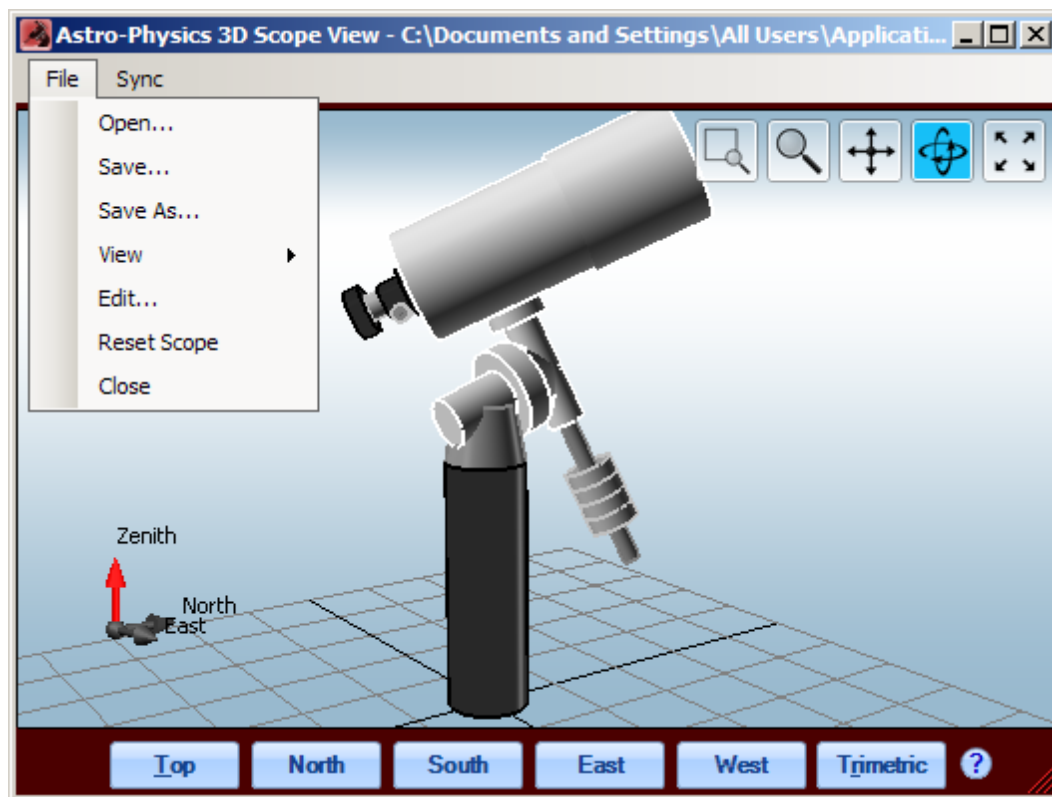 Astro-Physics 3D Scope View - C:\Documents and Settings\All Users\Applicati...
File Sync
Open...
Save...
Save As...
View
Edit...
Reset Scope
Close
Zenith
North
East
Top North South East West Trimetric ?